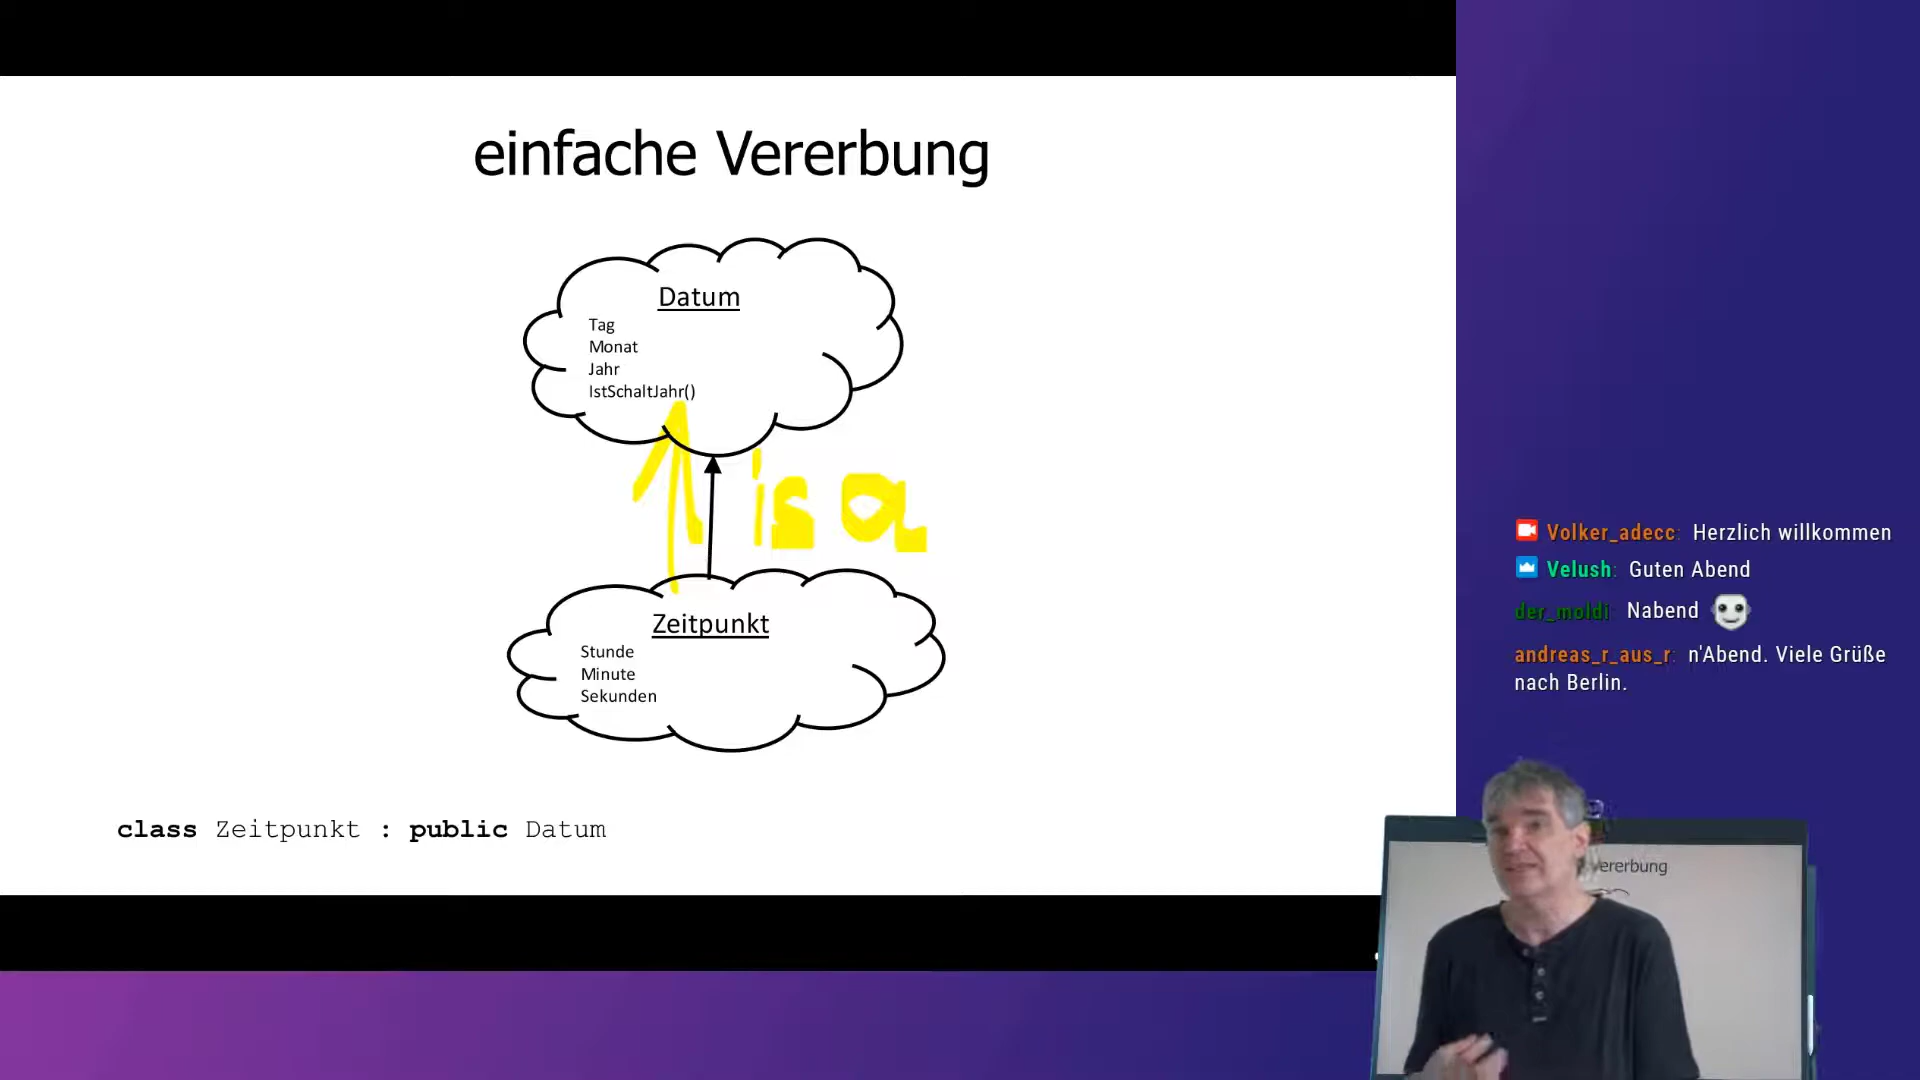 einfache Vererbung
Datum
Tag
Monat
Jahr
IstSchaltJahr()
is a
Zeitpunkt
Stunde
Minute
Sekunden
class Zeitpunkt : public Datum
Volker_adecc: Herzlich willkommen
Velush: Guten Abend
der_moldi: Nabend
andreas_r_aus_r: n'Abend. Viele Grüße
nach Berlin.
ererbung